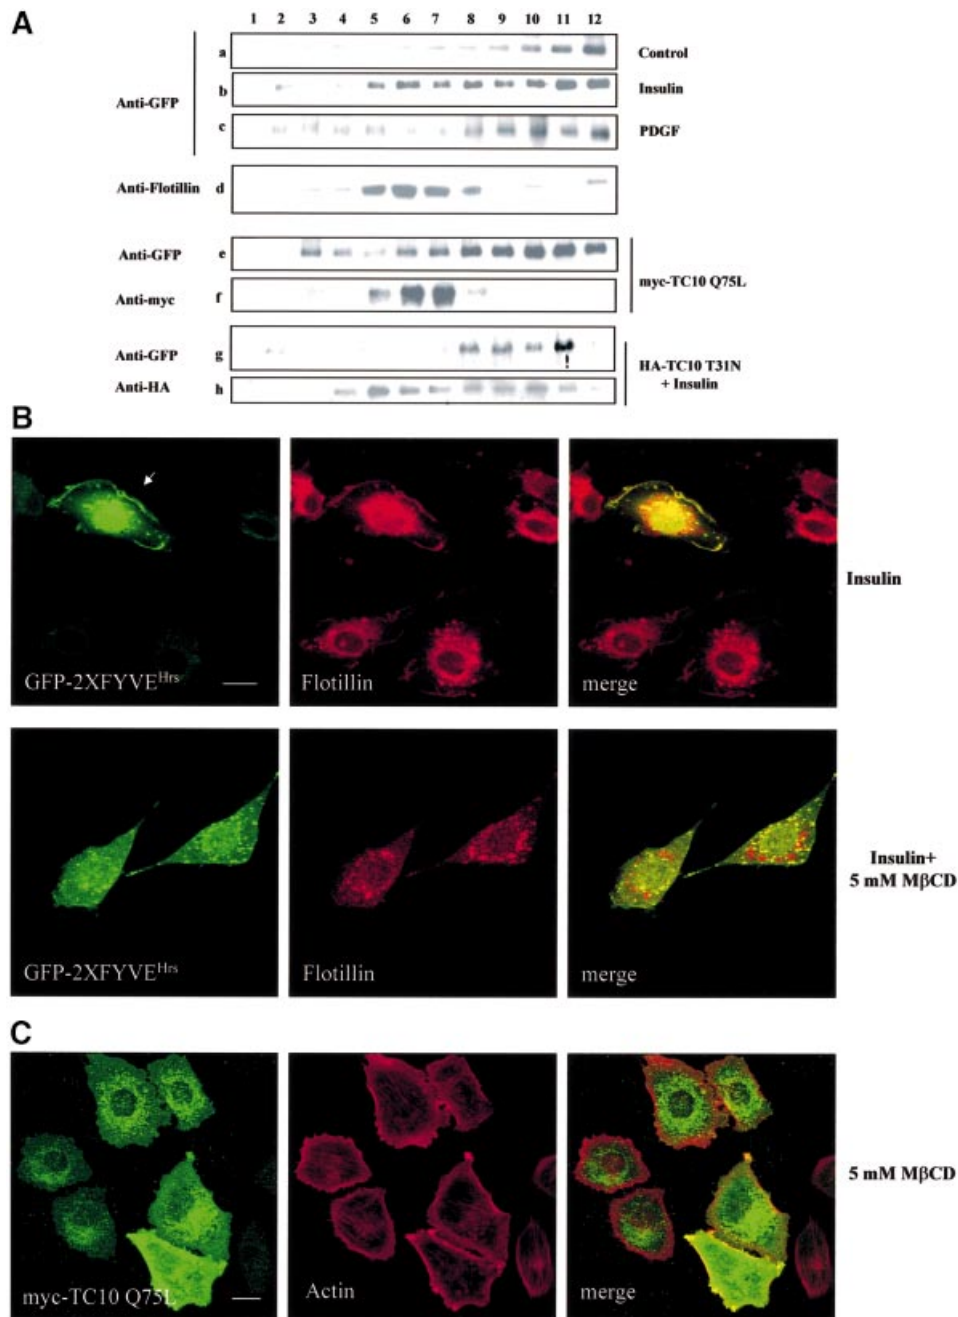 A
1 2 3 4 5 6 7 8 9 10 11 12
a Control
Anti-GFP b Insulin
c PDGF
Anti-Flotillin d
Anti-GFP e
myc-TC10 Q75L
Anti-myc f
Anti-GFP g
HA-TC10 T31N
+ Insulin
Anti-HA h
B
Insulin
GFP-2XFYVEHrs Flotillin merge
Insulin+
5 mM MβCD
GFP-2XFYVEHrs Flotillin merge
C
5 mM MβCD
myc-TC10 Q75L Actin merge